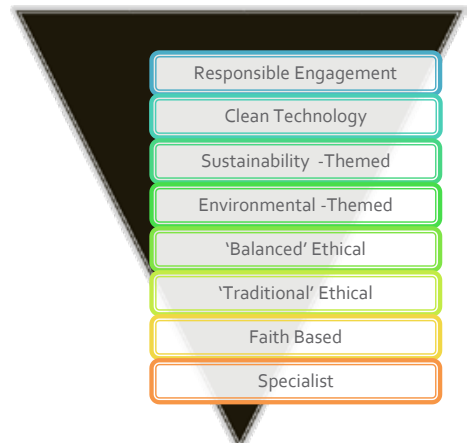 Responsible Engagement
Clean Technology
Sustainability -Themed
Environmental -Themed
‘Balanced’ Ethical
‘Traditional’ Ethical
Faith Based
Specialist